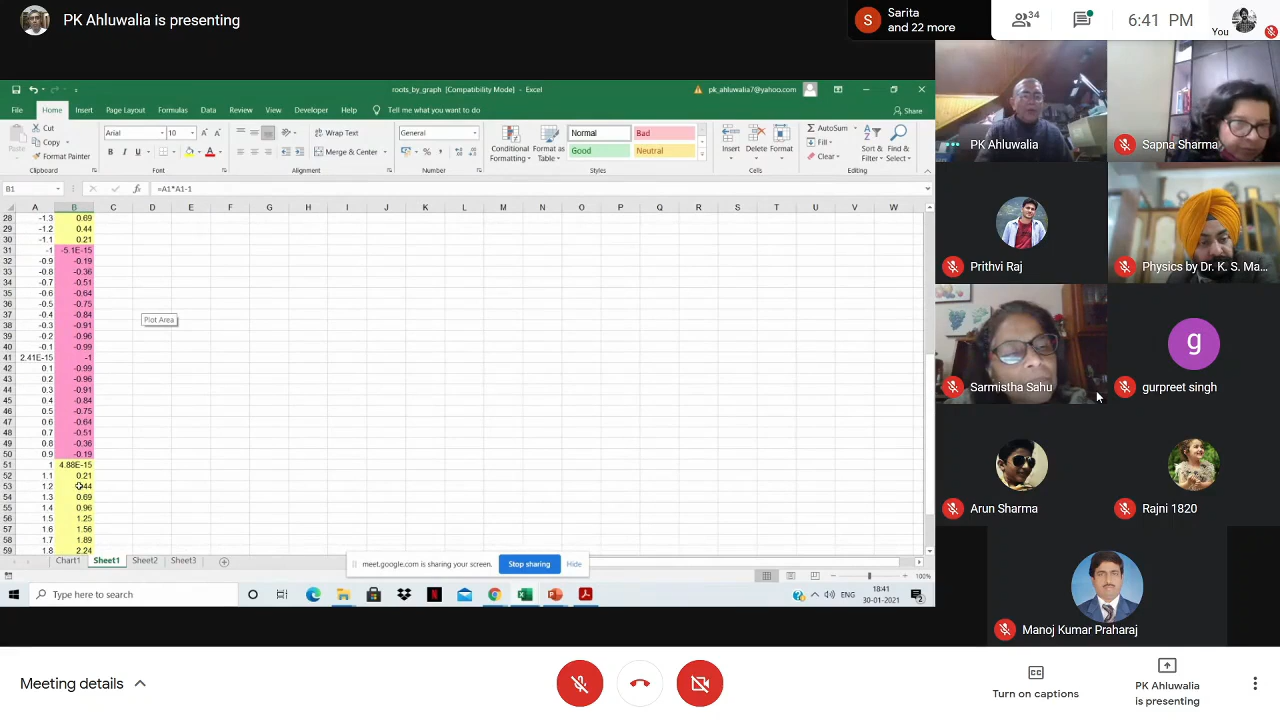 PK Ahluwalia is presenting
S
Sarita
and 22 more
34
6:41 PM
You
roots_by_graph [Compatibility Mode] - Excel
pk_ahluwalia7@yahoo.com
File Home Insert Page Layout Formulas Data Review View Developer Help Tell me what you want to do
Share
Paste
Cut
Copy
Format Painter
Clipboard
Arial 10
B I U
Font
Wrap Text
Merge & Center
Alignment
General
Number
Conditional Formatting
Format as Table
Normal Bad
Good Neutral
Styles
Insert Delete Format
Cells
AutoSum
Fill
Clear
Sort & Filter
Find & Select
Editing
B1 fx =A1*A1-1
A B C D E F G H I J K L M N O P Q R S T U V W
28 -1.3 0.69
29 -1.2 0.44
30 -1.1 0.21
31 -1 -5.1E-15
32 -0.9 -0.19
33 -0.8 -0.36
34 -0.7 -0.51
35 -0.6 -0.64
36 -0.5 -0.75
37 -0.4 -0.84
38 -0.3 -0.91
39 -0.2 -0.96
40 -0.1 -0.99
41 2.41E-15 -1
42 0.1 -0.99
43 0.2 -0.96
44 0.3 -0.91
45 0.4 -0.84
46 0.5 -0.75
47 0.6 -0.64
48 0.7 -0.51
49 0.8 -0.36
50 0.9 -0.19
51 1 4.88E-15
52 1.1 0.21
53 1.2 0.44
54 1.3 0.69
55 1.4 0.96
56 1.5 1.25
57 1.6 1.56
58 1.7 1.89
59 1.8 2.24
Plot Area
Chart1 Sheet1 Sheet2 Sheet3
meet.google.com is sharing your screen. Stop sharing Hide
100%
Type here to search
ENG
18:41
30-01-2021
2
PK Ahluwalia
Sapna Sharma
Prithvi Raj
Physics by Dr. K. S. Ma...
Sarmistha Sahu
g
gurpreet singh
Arun Sharma
Rajni 1820
Manoj Kumar Praharaj
Meeting details
CC
Turn on captions
PK Ahluwalia
is presenting